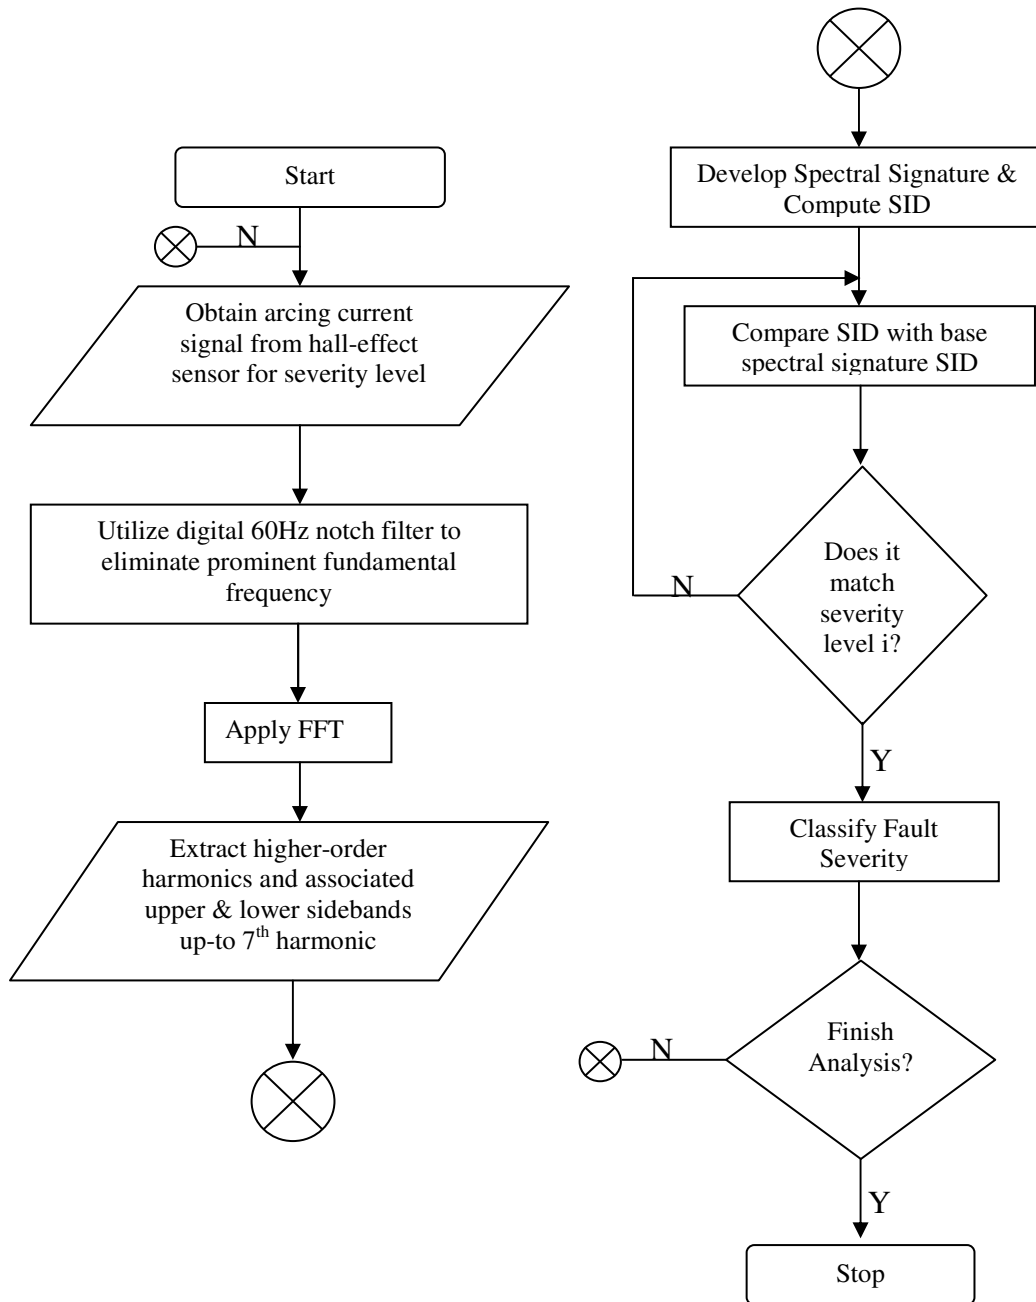 Start
N
Obtain arcing current
signal from hall-effect
sensor for severity level
Utilize digital 60Hz notch filter to
eliminate prominent fundamental
frequency
Apply FFT
Extract higher-order
harmonics and associated
upper & lower sidebands
up-to 7th harmonic
Develop Spectral Signature &
Compute SID
Compare SID with base
spectral signature SID
Does it
match
severity
level i?
N
Y
Classify Fault
Severity
Finish
Analysis?
N
Y
Stop